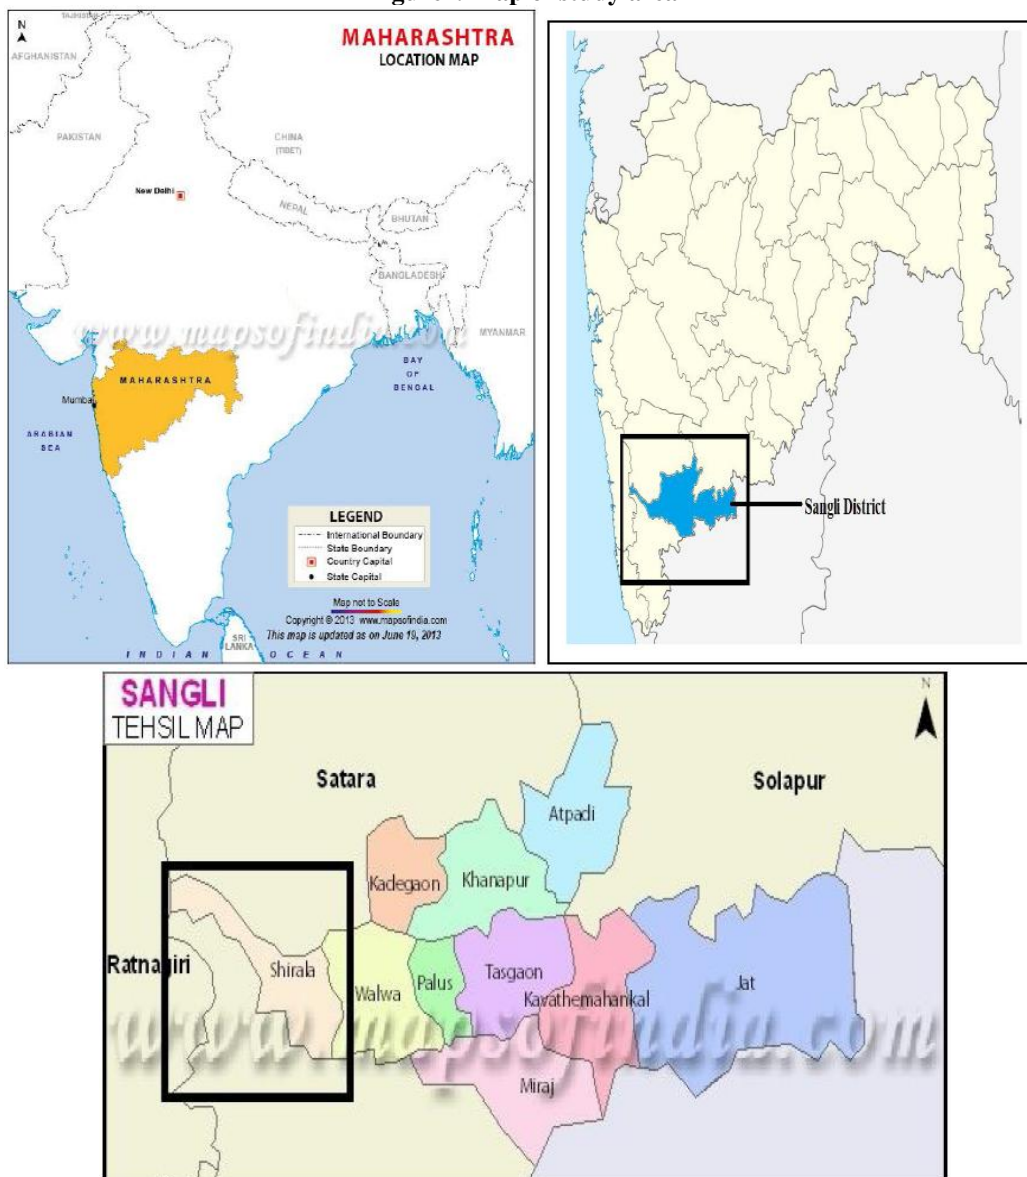 N
MAHARASHTRA
LOCATION MAP
AFGHANISTAN
PAKISTAN
CHINA
(TIBET)
New Delhi
NEPAL
BHUTAN
BANGLADESH
MYANMAR
www.mapsofindia.com
MAHARASHTRA
Mumbai
BAY
OF
BENGAL
ARABIAN
SEA
LEGEND
International Boundary
State Boundary
Country Capital
State Capital
Map not to Scale
Copyright © 2013 www.mapsofindia.com
This map is updated as on June 19, 2013
SRI
LANKA
INDIAN OCEAN
Sangli District
SANGLI
TEHSIL MAP
N
Satara
Solapur
Atpadi
Kadegaon
Khanapur
Ratnagiri
Shirala
Walwa
Palus
Tasgaon
Kavathemahankal
Jat
www.mapsofindia.com
Miraj